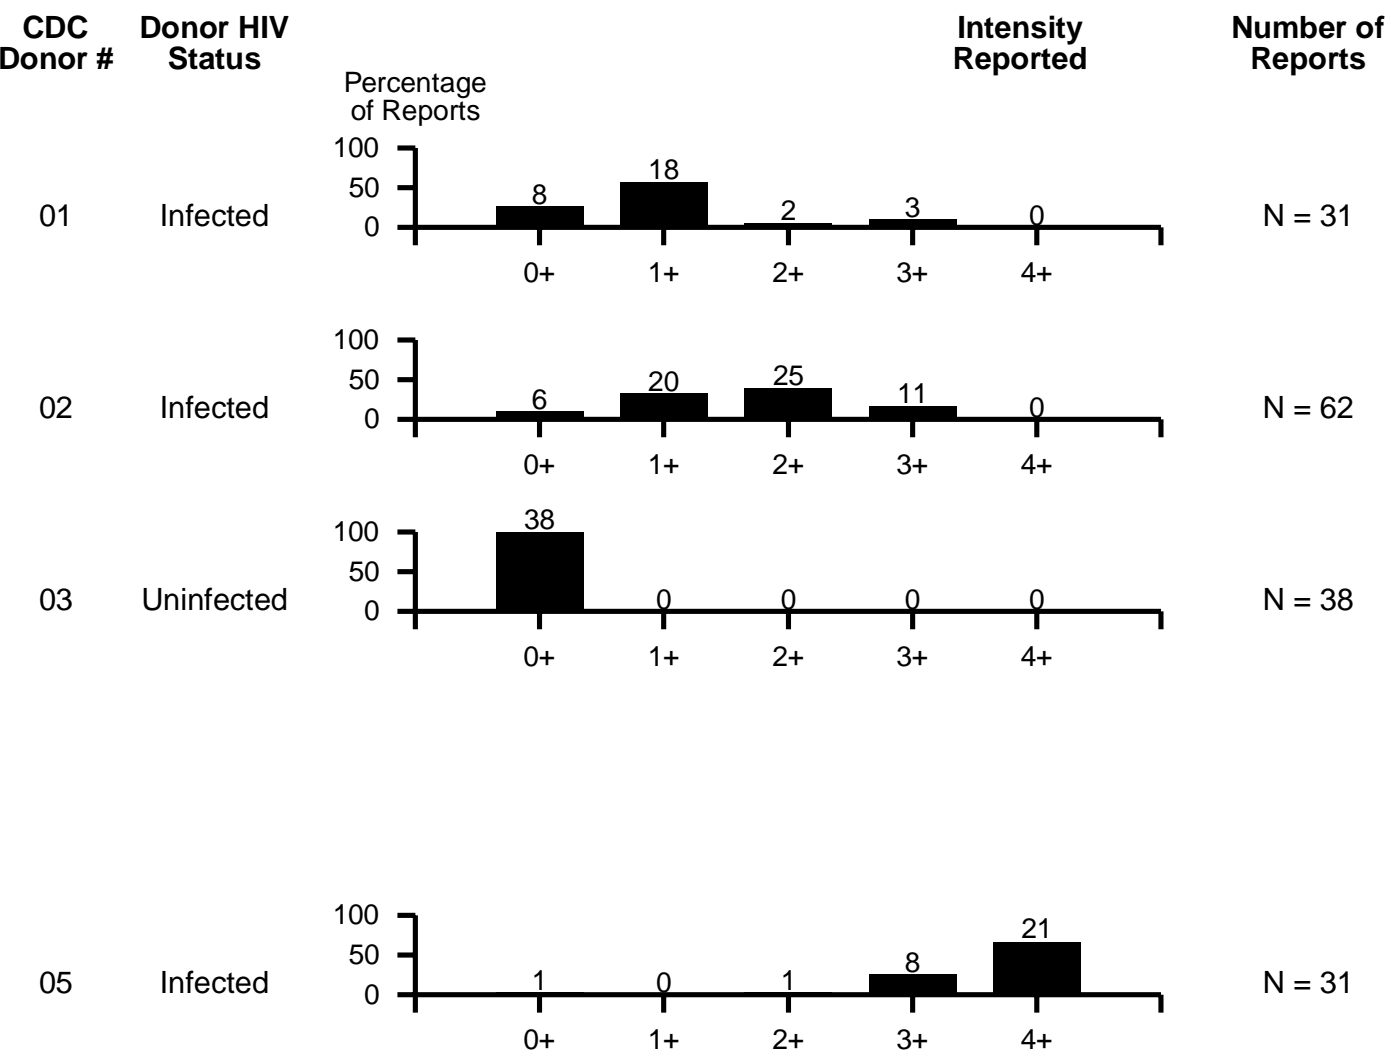 CDC Donor HIV Intensity Number of
Donor # Status Reported Reports
Percentage
of Reports
100
50
0
8 18 2 3 0
01 Infected N = 31
0+ 1+ 2+ 3+ 4+
100
50
0
6 20 25 11 0
02 Infected N = 62
0+ 1+ 2+ 3+ 4+
100
50
0
38 0 0 0 0
03 Uninfected N = 38
0+ 1+ 2+ 3+ 4+
100
50
0
1 0 1 8 21
05 Infected N = 31
0+ 1+ 2+ 3+ 4+